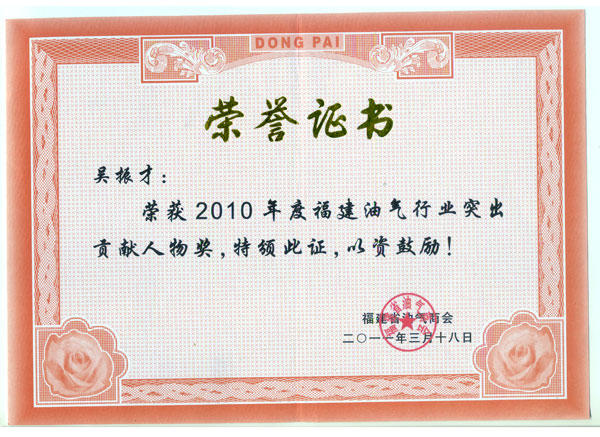 DONG PAI
荣誉证书
吴振才：
荣获2010年度福建油气行业突出
贡献人物奖，特颁此证，以资鼓励！
福建省油气商会
二〇一一年三月十八日